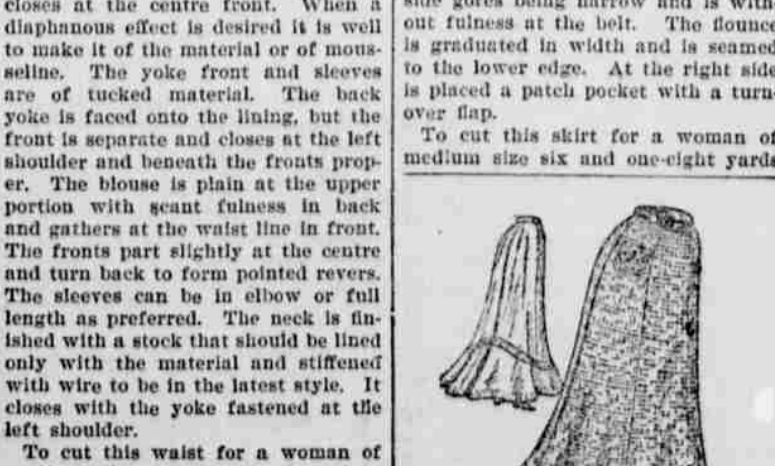 closes at the centre front. When a
diaphanous effect is desired it is well
to make it of the material or of mous-
seline. The yoke front and sleeves
are of tucked material. The back
yoke is faced onto the lining, but the
front is separate and closes at the left
shoulder and beneath the fronts prop-
er. The blouse is plain at the upper
portion with scant fulness in back
and gathers at the waist line in front.
The fronts part slightly at the centre
and turn back to form pointed revers.
The sleeves can be in elbow or full
length as preferred. The neck is fin-
ished with a stock that should be lined
only with the material and stiffened
with wire to be in the latest style. It
closes with the yoke fastened at the
left shoulder.
To cut this waist for a woman of
side gores being narrow and is with-
out fulness at the belt. The flounce
is graduated in width and is seamed
to the lower edge. At the right side
is placed a patch pocket with a turn-
over flap.
To cut this skirt for a woman of
medium size six and one-eight yards